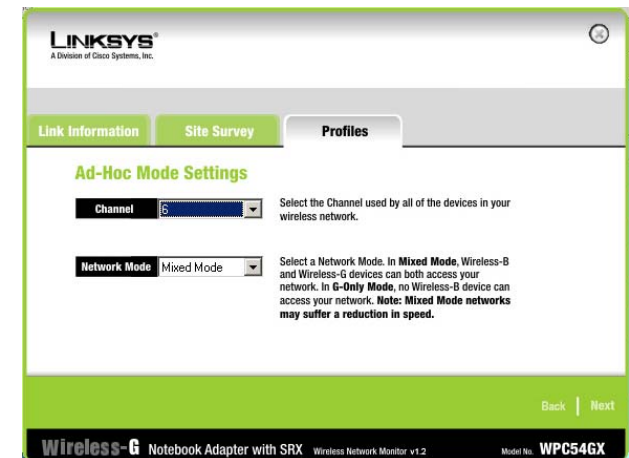 LINKSYS®
A Division of Cisco Systems, Inc.
Link Information
Site Survey
Profiles
Ad-Hoc Mode Settings
Channel
6
Select the Channel used by all of the devices in your
wireless network.
Network Mode
Mixed Mode
Select a Network Mode. In Mixed Mode, Wireless-B
and Wireless-G devices can both access your
network. In G-Only Mode, no Wireless-B device can
access your network. Note: Mixed Mode networks
may suffer a reduction in speed.
Back | Next
Wireless-G Notebook Adapter with SRX Wireless Network Monitor v1.2 Model No. WPC54GX